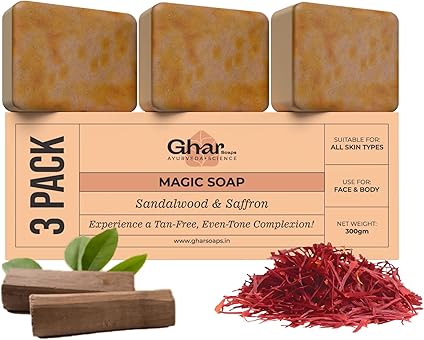 3 PACK
Ghar
Soaps
AYURVEDA+SCIENCE
MAGIC SOAP
Sandalwood & Saffron
Experience a Tan-Free, Even-Tone Complexion!
www.gharsoaps.in
SUITABLE FOR:
ALL SKIN TYPES
USE FOR:
FACE & BODY
NET WEIGHT:
300gm